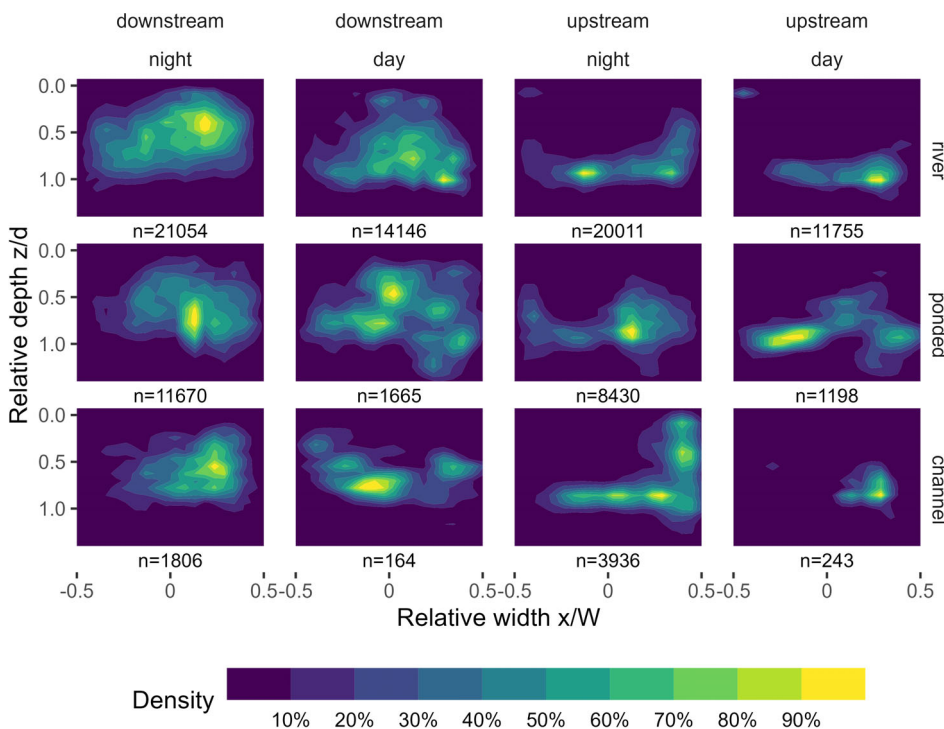 downstream downstream upstream upstream
night day night day
0.0
0.5
1.0
river
n=21054 n=14146 n=20011 n=11755
0.0
0.5
1.0
ponded
n=11670 n=1665 n=8430 n=1198
0.0
0.5
1.0
channel
n=1806 n=164 n=3936 n=243
-0.5 0 0.5 -0.5 0 0.5 -0.5 0 0.5 -0.5 0 0.5
Relative depth z/d
Relative width x/W
Density
10% 20% 30% 40% 50% 60% 70% 80% 90%